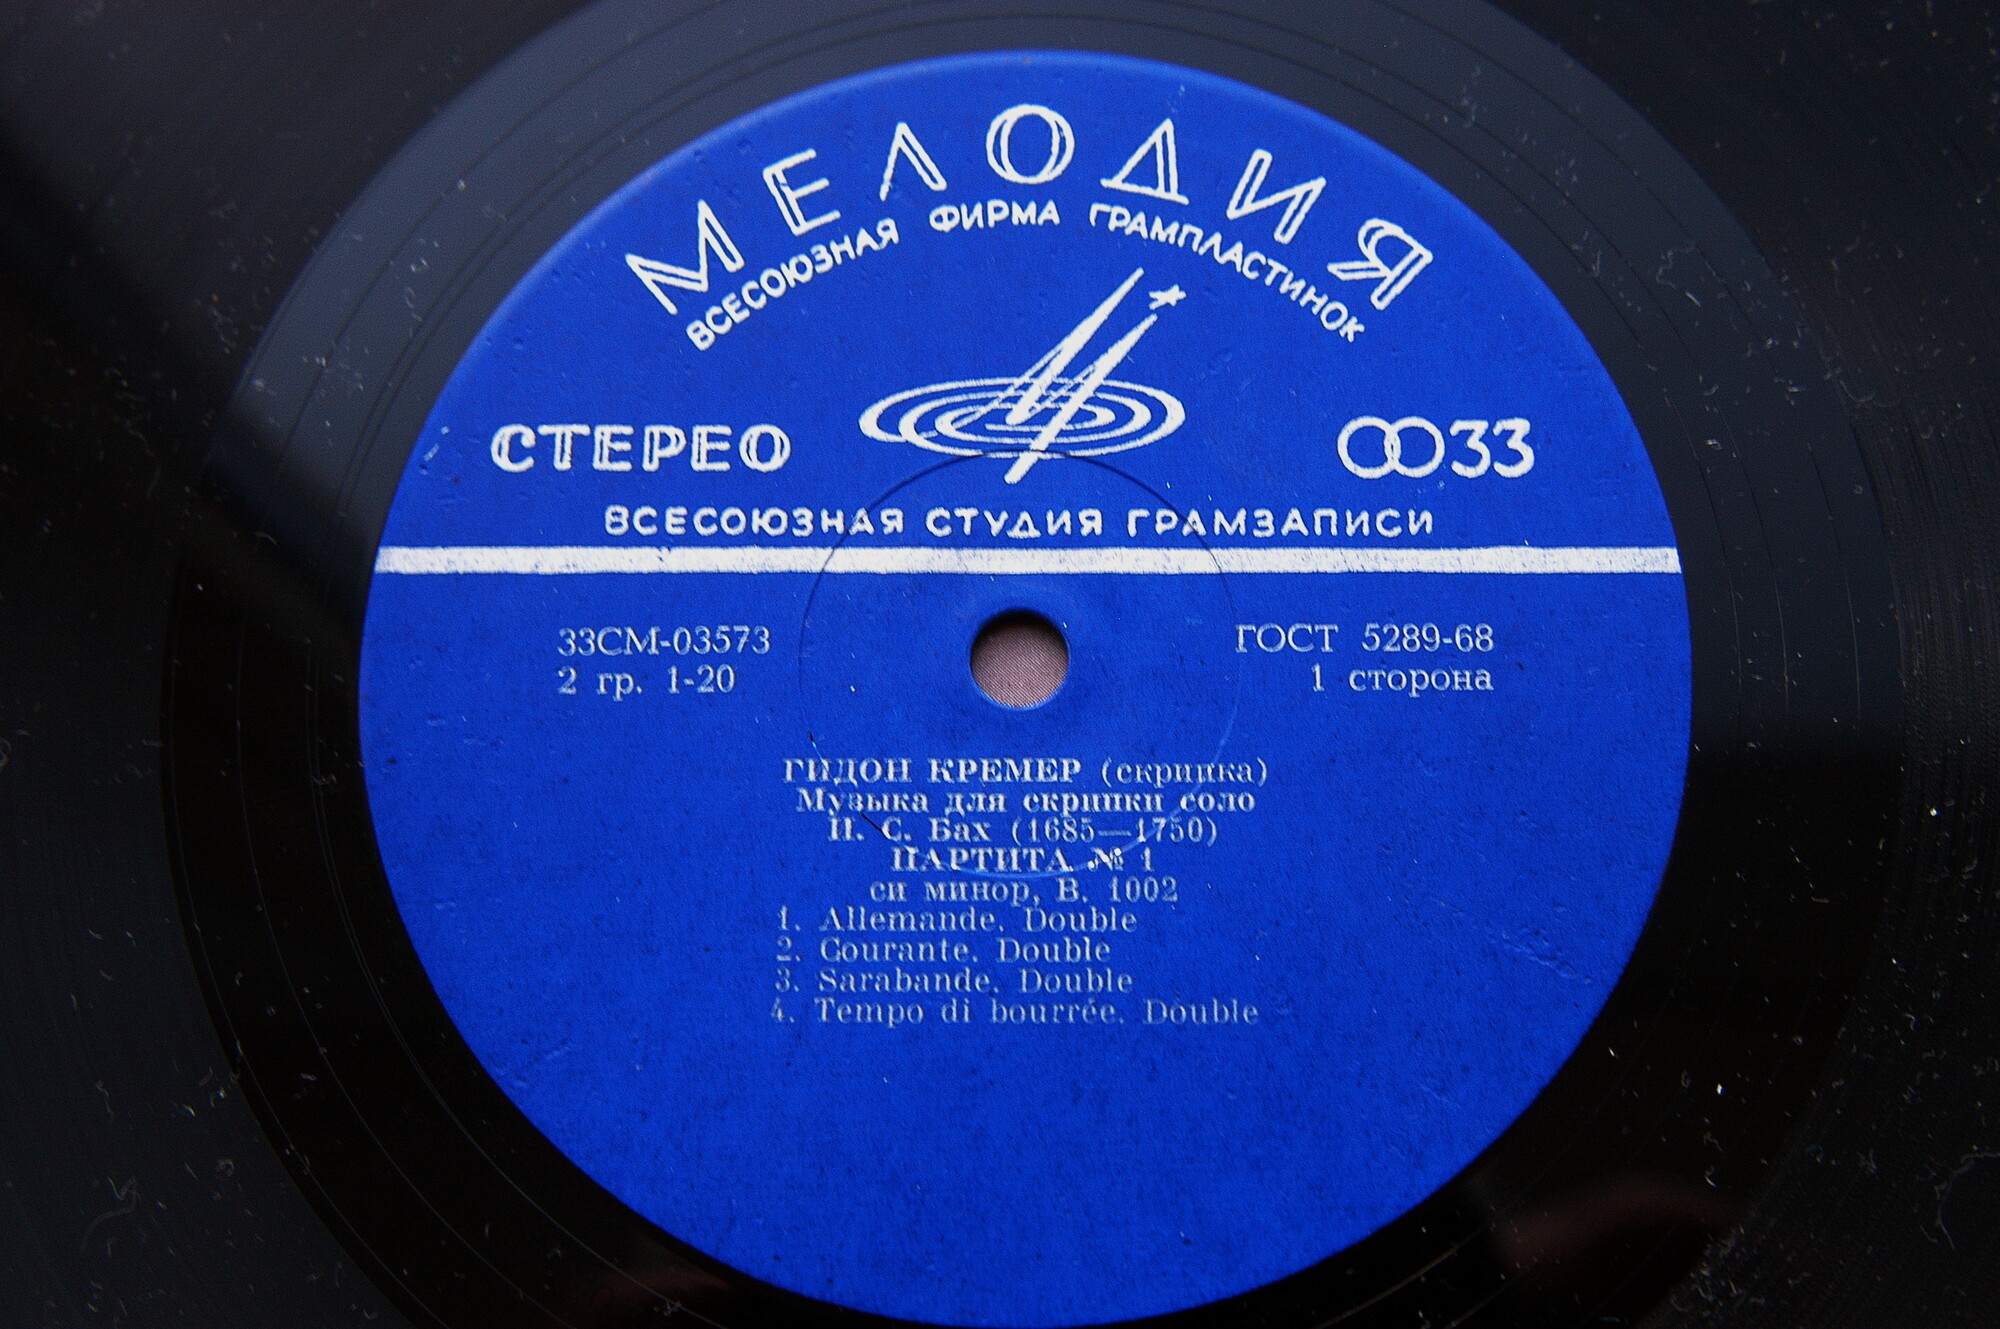 МЕЛОДИЯ
ВСЕСОЮЗНАЯ ФИРМА ГРАМПЛАСТИНОК
СТЕРЕО
33
ВСЕСОЮЗНАЯ СТУДИЯ ГРАМЗАПИСИ
33СМ-03573 ГОСТ 5289-68
2 гр. 1-20 1 сторона
ГИДОН КРЕМЕР (скрипка)
Музыка для скрипки соло
И. С. Бах (1685—1750)
ПАРТИТА № 1
си минор, В. 1002
1. Allemande. Double
2. Courante. Double
3. Sarabande. Double
4. Tempo di bourrée. Double